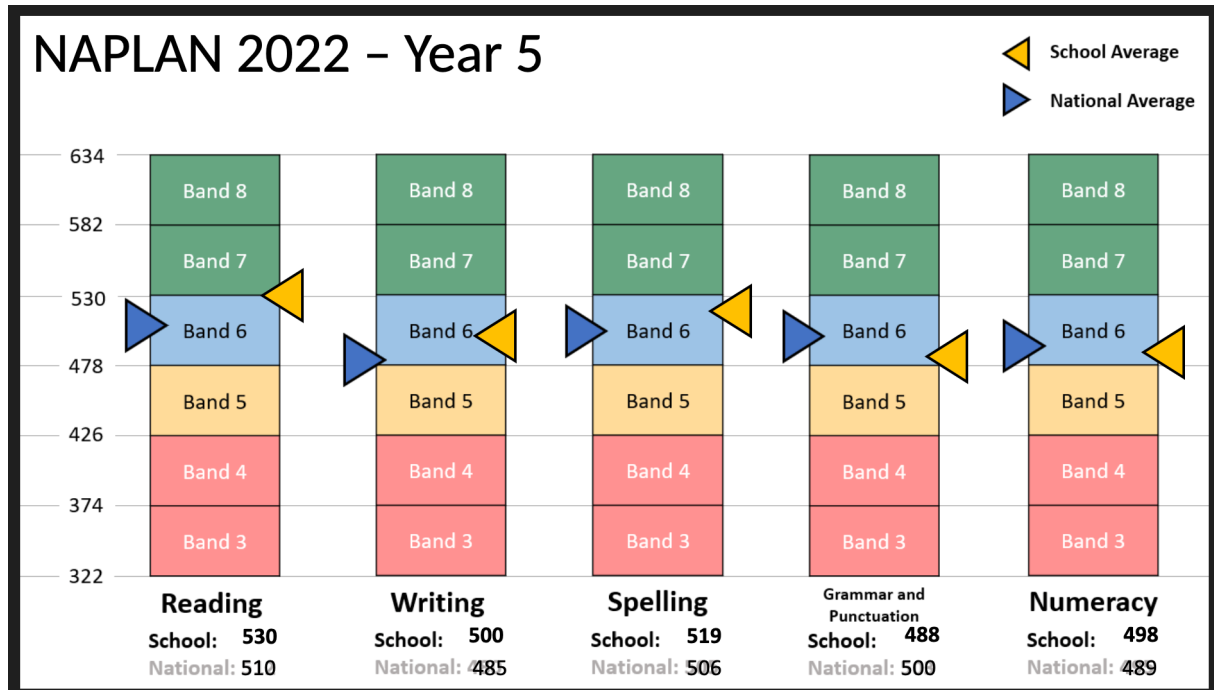 NAPLAN 2022 – Year 5
School Average
National Average
634
582
530
478
426
374
322
Band 8
Band 7
Band 6
Band 5
Band 4
Band 3
Band 8
Band 7
Band 6
Band 5
Band 4
Band 3
Band 8
Band 7
Band 6
Band 5
Band 4
Band 3
Band 8
Band 7
Band 6
Band 5
Band 4
Band 3
Band 8
Band 7
Band 6
Band 5
Band 4
Band 3
Reading
School: 530
National: 510
Writing
School: 500
National: 485
Spelling
School: 519
National: 506
Grammar and
Punctuation
School: 488
National: 500
Numeracy
School: 498
National: 489